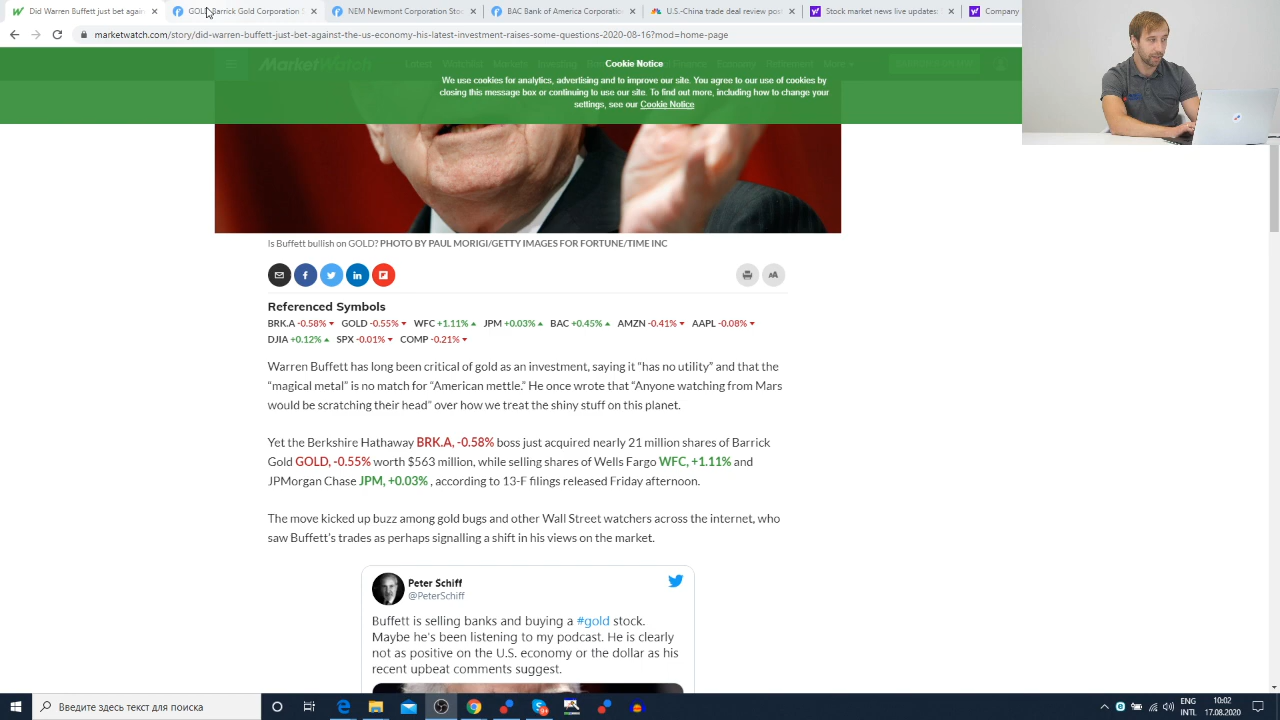 Did Warren Buffett just bet again
GOLD Barrick Gold Corporation S
NEM Newmont Corporation Stoc
BAC Bank of America Corporation
U.S.-China trade deal review post
Stock market news live updates:
Company
marketwatch.com/story/did-warren-buffett-just-bet-against-the-us-economy-his-latest-investment-raises-some-questions-2020-08-16?mod=home-page
MarketWatch
Cookie Notice
We use cookies for analytics, advertising and to improve our site. You agree to our use of cookies by
closing this message box or continuing to use our site. To find out more, including how to change your
settings, see our Cookie Notice
Is Buffett bullish on GOLD? PHOTO BY PAUL MORIGI/GETTY IMAGES FOR FORTUNE/TIME INC
AA
Referenced Symbols
BRK.A -0.58% GOLD -0.55% WFC +1.11% JPM +0.03% BAC +0.45% AMZN -0.41% AAPL -0.08%
DJIA +0.12% SPX -0.01% COMP -0.21%
Warren Buffett has long been critical of gold as an investment, saying it “has no utility” and that the
“magical metal” is no match for “American mettle.” He once wrote that “Anyone watching from Mars
would be scratching their head” over how we treat the shiny stuff on this planet.
Yet the Berkshire Hathaway BRK.A, -0.58% boss just acquired nearly 21 million shares of Barrick
Gold GOLD, -0.55% worth $563 million, while selling shares of Wells Fargo WFC, +1.11% and
JPMorgan Chase JPM, +0.03% , according to 13-F filings released Friday afternoon.
The move kicked up buzz among gold bugs and other Wall Street watchers across the internet, who
saw Buffett’s trades as perhaps signalling a shift in his views on the market.
Peter Schiff
@PeterSchiff
Buffett is selling banks and buying a #gold stock.
Maybe he's been listening to my podcast. He is clearly
not as positive on the U.S. economy or the dollar as his
recent upbeat comments suggest.
Введите здесь текст для поиска
ENG
INTL
10:02
17.08.2020